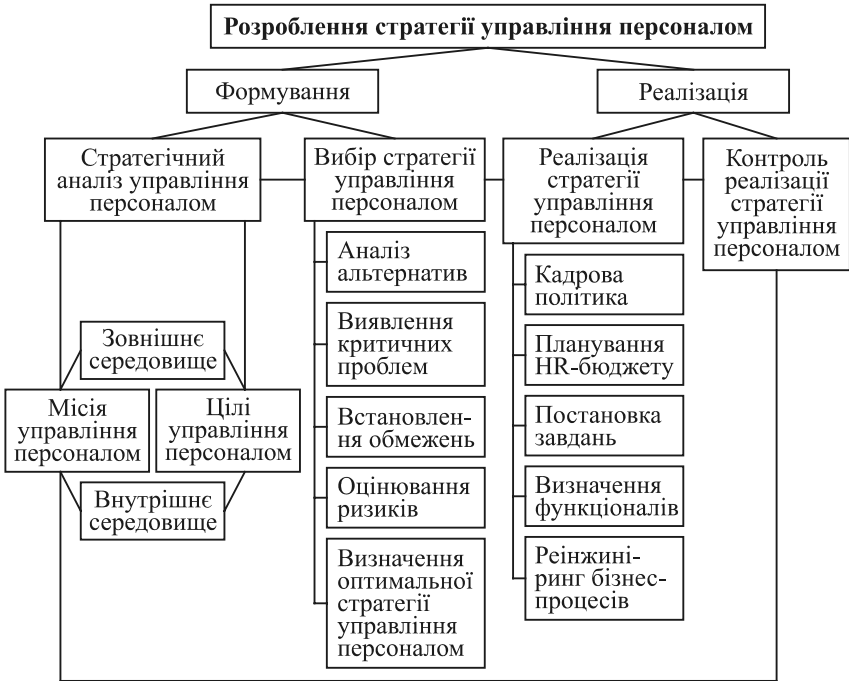 Розроблення стратегії управління персоналом
Формування
Реалізація
Стратегічний
аналіз управління
персоналом
Вибір стратегії
управління
персоналом
Реалізація
стратегії
управління
персоналом
Контроль
реалізації
стратегії
управління
персоналом
Зовнішнє
середовище
Місія
управління
персоналом
Цілі
управління
персоналом
Внутрішнє
середовище
Аналіз
альтернатив
Виявлення
критичних
проблем
Встановлен-
ня обмежень
Оцінювання
ризиків
Визначення
оптимальної
стратегії
управління
персоналом
Кадрова
політика
Планування
HR-бюджету
Постановка
завдань
Визначення
функціоналів
Реінжині-
ринг бізнес-
процесів